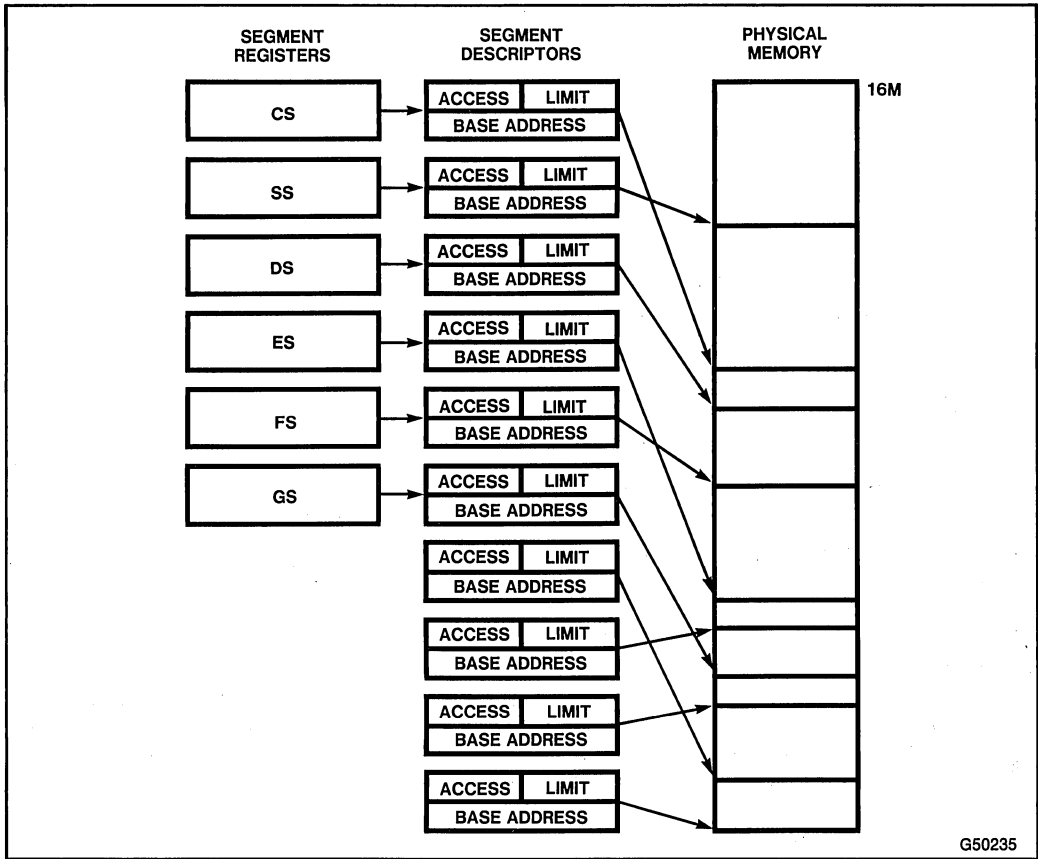 SEGMENT
REGISTERS
SEGMENT
DESCRIPTORS
PHYSICAL
MEMORY
16M
CS
ACCESS LIMIT
BASE ADDRESS
SS
ACCESS LIMIT
BASE ADDRESS
DS
ACCESS LIMIT
BASE ADDRESS
ES
ACCESS LIMIT
BASE ADDRESS
FS
ACCESS LIMIT
BASE ADDRESS
GS
ACCESS LIMIT
BASE ADDRESS
ACCESS LIMIT
BASE ADDRESS
ACCESS LIMIT
BASE ADDRESS
ACCESS LIMIT
BASE ADDRESS
ACCESS LIMIT
BASE ADDRESS
G50235